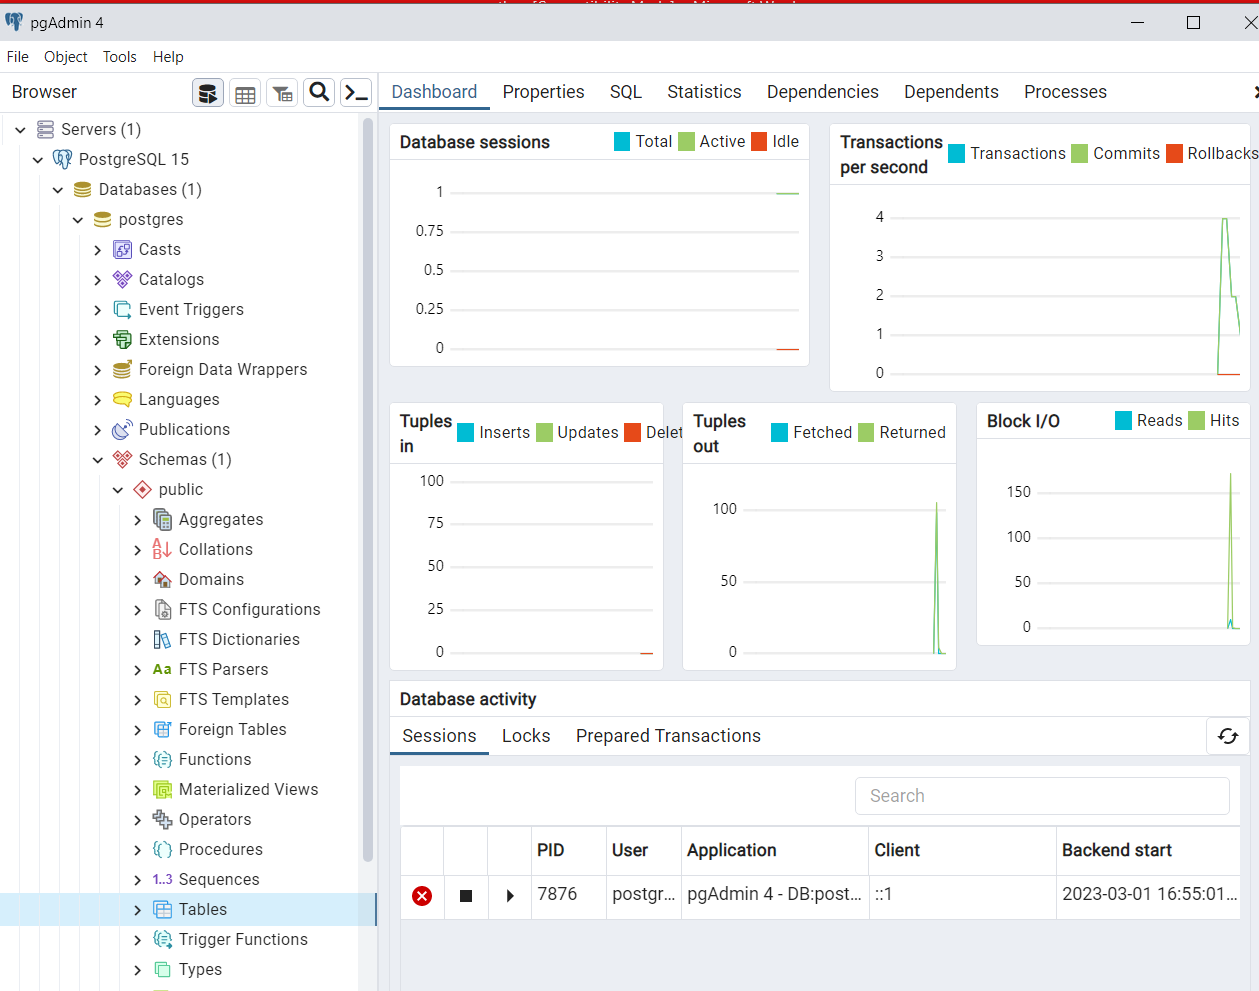 pgAdmin 4
File Object Tools Help
Browser
Dashboard Properties SQL Statistics Dependencies Dependents Processes
Servers (1)
PostgreSQL 15
Databases (1)
postgres
Casts
Catalogs
Event Triggers
Extensions
Foreign Data Wrappers
Languages
Publications
Schemas (1)
public
Aggregates
Collations
Domains
FTS Configurations
FTS Dictionaries
Aa FTS Parsers
FTS Templates
Foreign Tables
Functions
Materialized Views
Operators
Procedures
1..3 Sequences
Tables
Trigger Functions
Types
Database sessions Total Active Idle
1
0.75
0.5
0.25
0
Transactions per second Transactions Commits Rollbacks
4
3
2
1
0
Tuples in Inserts Updates Delet
100
75
50
25
0
Tuples out Fetched Returned
100
50
0
Block I/O Reads Hits
150
100
50
0
Database activity
Sessions Locks Prepared Transactions
Search
PID User Application Client Backend start
7876 postgr... pgAdmin 4 - DB:post... ::1 2023-03-01 16:55:01...